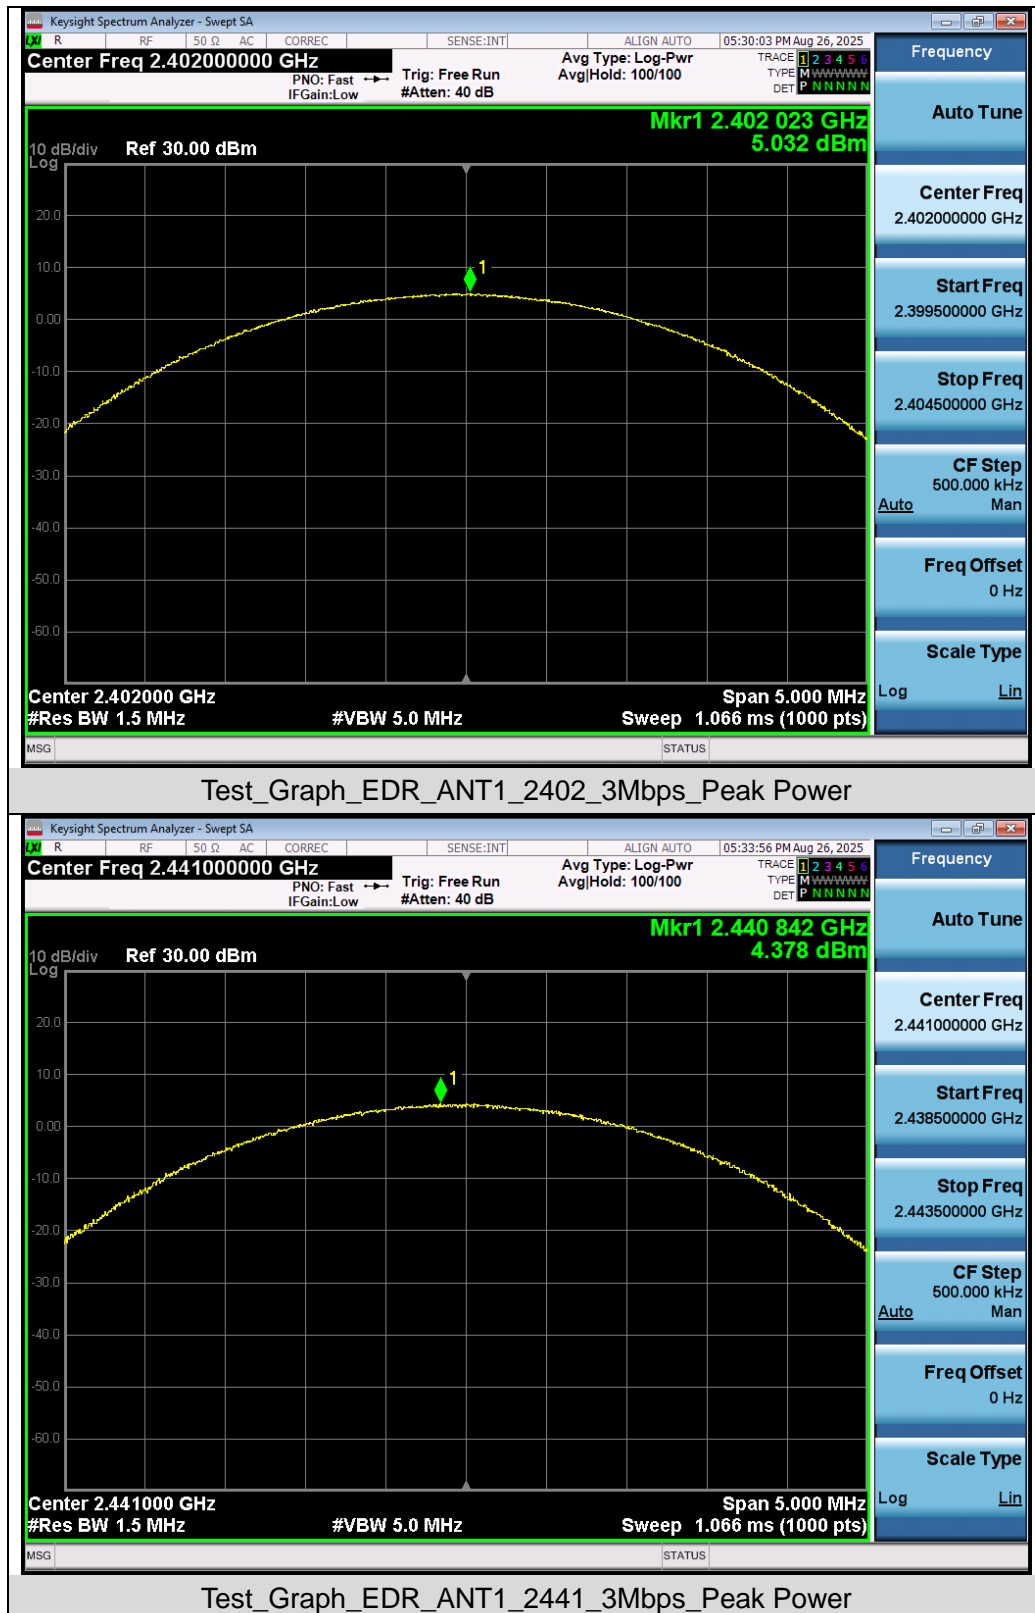 Keysight Spectrum Analyzer - Swept SA
LXI R RF 50 Ω AC CORREC SENSE:INT ALIGN AUTO 05:30:03 PM Aug 26, 2025
Center Freq 2.402000000 GHz
PNO: Fast
IFGain:Low
Trig: Free Run
#Atten: 40 dB
Avg Type: Log-Pwr
Avg|Hold: 100/100
TRACE 1 2 3 4 5 6
TYPE M W W W W W
DET P N N N N N
Mkr1 2.402 023 GHz
5.032 dBm
10 dB/div Ref 30.00 dBm
Log
20.0
10.0
1
0.00
-10.0
-20.0
-30.0
-40.0
-50.0
-60.0
Center 2.402000 GHz Span 5.000 MHz
#Res BW 1.5 MHz #VBW 5.0 MHz Sweep 1.066 ms (1000 pts)
MSG STATUS
Frequency
Auto Tune
Center Freq
2.402000000 GHz
Start Freq
2.399500000 GHz
Stop Freq
2.404500000 GHz
CF Step
500.000 kHz
Auto Man
Freq Offset
0 Hz
Scale Type
Log Lin
Test_Graph_EDR_ANT1_2402_3Mbps_Peak Power
Keysight Spectrum Analyzer - Swept SA
LXI R RF 50 Ω AC CORREC SENSE:INT ALIGN AUTO 05:33:56 PM Aug 26, 2025
Center Freq 2.441000000 GHz
PNO: Fast
IFGain:Low
Trig: Free Run
#Atten: 40 dB
Avg Type: Log-Pwr
Avg|Hold: 100/100
TRACE 1 2 3 4 5 6
TYPE M W W W W W
DET P N N N N N
Mkr1 2.440 842 GHz
4.378 dBm
10 dB/div Ref 30.00 dBm
Log
20.0
10.0
1
0.00
-10.0
-20.0
-30.0
-40.0
-50.0
-60.0
Center 2.441000 GHz Span 5.000 MHz
#Res BW 1.5 MHz #VBW 5.0 MHz Sweep 1.066 ms (1000 pts)
MSG STATUS
Frequency
Auto Tune
Center Freq
2.441000000 GHz
Start Freq
2.438500000 GHz
Stop Freq
2.443500000 GHz
CF Step
500.000 kHz
Auto Man
Freq Offset
0 Hz
Scale Type
Log Lin
Test_Graph_EDR_ANT1_2441_3Mbps_Peak Power